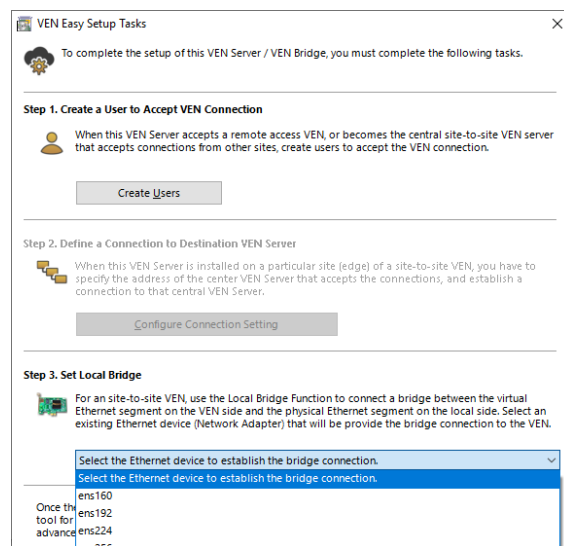 VEN Easy Setup Tasks
To complete the setup of this VEN Server / VEN Bridge, you must complete the following tasks.
Step 1. Create a User to Accept VEN Connection
When this VEN Server accepts a remote access VEN, or becomes the central site-to-site VEN server
that accepts connections from other sites, create users to accept the VEN connection.
Create Users
Step 2. Define a Connection to Destination VEN Server
When this VEN Server is installed on a particular site (edge) of a site-to-site VEN, you have to
specify the address of the center VEN Server that accepts the connections, and establish a
connection to that central VEN Server.
Configure Connection Setting
Step 3. Set Local Bridge
For an site-to-site VEN, use the Local Bridge Function to connect a bridge between the virtual
Ethernet segment on the VEN side and the physical Ethernet segment on the local side. Select an
existing Ethernet device (Network Adapter) that will be provide the bridge connection to the VEN.
Select the Ethernet device to establish the bridge connection.
Select the Ethernet device to establish the bridge connection.
ens160
Once the
ens192
tool for
advance
ens224